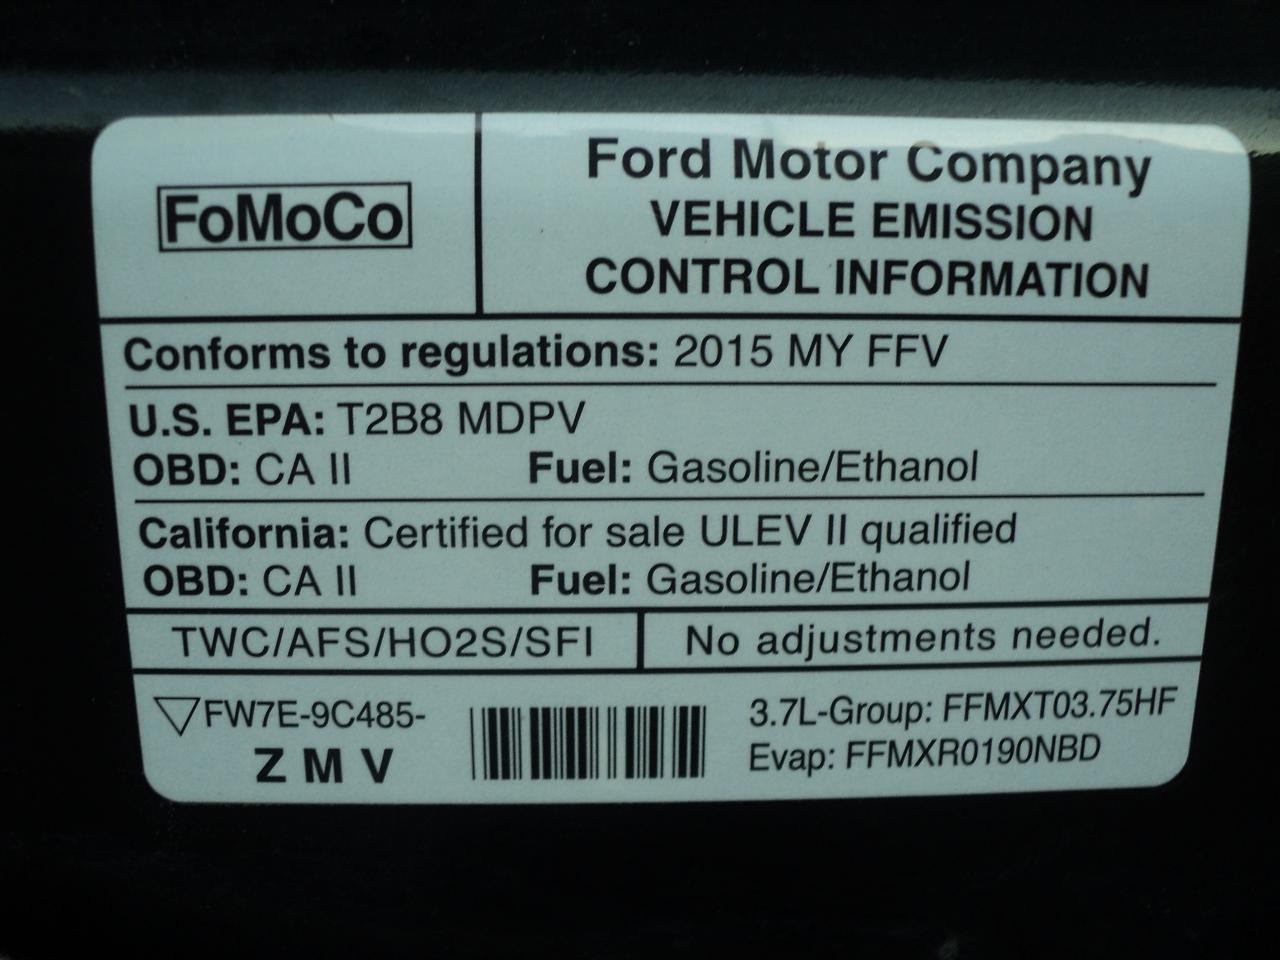 FoMoCo
Ford Motor Company
VEHICLE EMISSION
CONTROL INFORMATION
Conforms to regulations: 2015 MY FFV
U.S. EPA: T2B8 MDPV
OBD: CA II Fuel: Gasoline/Ethanol
California: Certified for sale ULEV II qualified
OBD: CA II Fuel: Gasoline/Ethanol
TWC/AFS/HO2S/SFI No adjustments needed.
FW7E-9C485-
Z M V
3.7L-Group: FFMXT03.75HF
Evap: FFMXR0190NBD